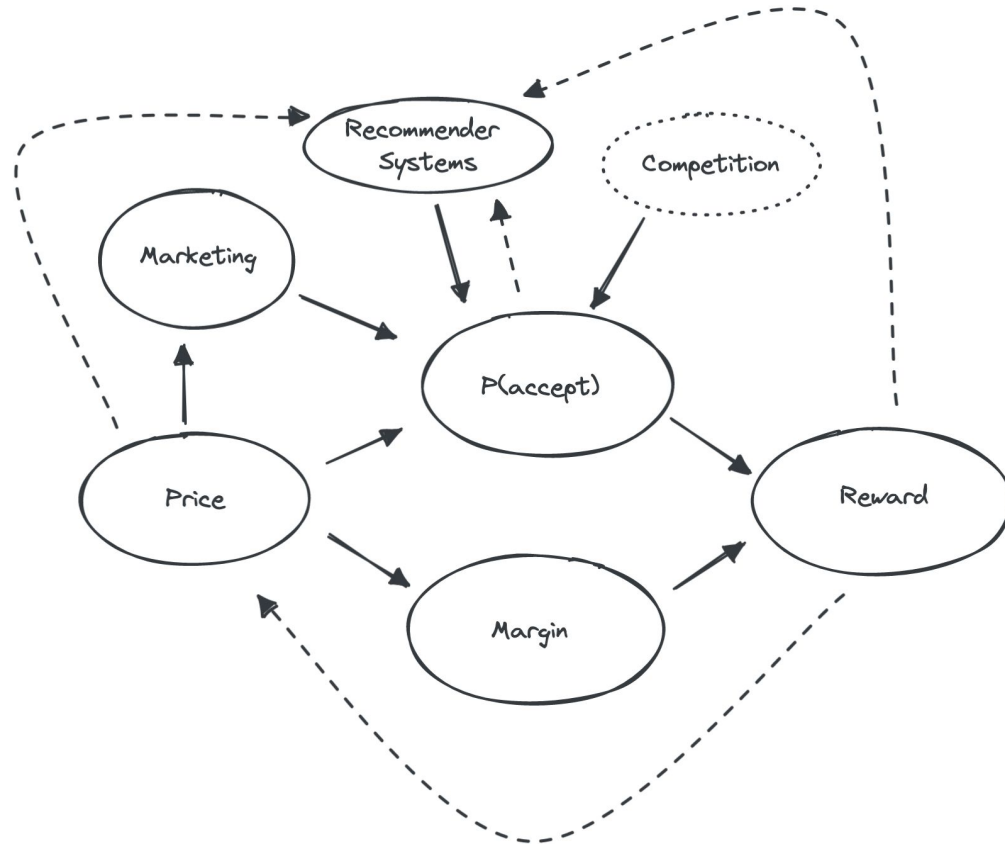 Recommender
Systems
Competition
Marketing
P(accept)
Price
Reward
Margin